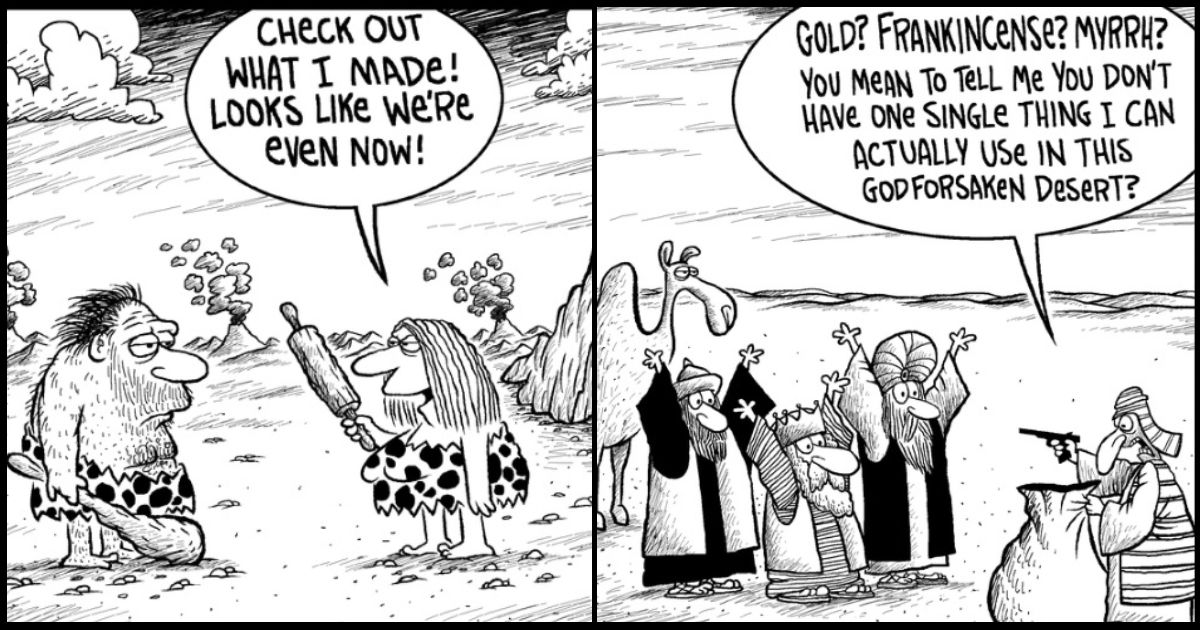 CHECK OUT
WHAT I MADE!
LOOKS LIKE WE'RE
EVEN NOW!
GOLD? FRANKINCENSE? MYRRH?
YOU MEAN TO TELL ME YOU DON'T
HAVE ONE SINGLE THING I CAN
ACTUALLY USE IN THIS
GODFORSAKEN DESERT?